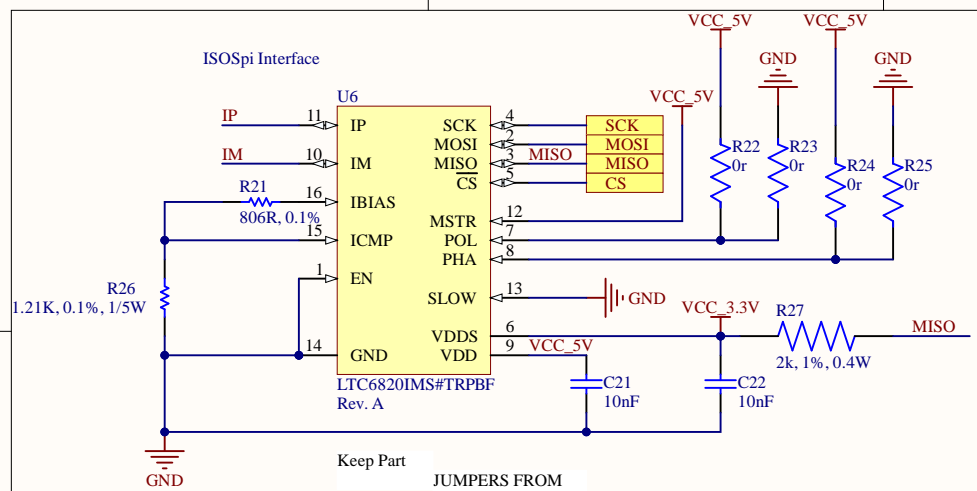 VCC_5V
VCC_5V
GND
GND
ISOSpi Interface
U6
VCC_5V
IP
11
IP
SCK
4
SCK
MOSI
2
MOSI
IM
10
IM
MISO
3
MISO
MISO
CS
5
CS
R22
0r
R23
0r
R24
0r
R25
0r
R21
806R, 0.1%
16
IBIAS
MSTR
12
15
ICMP
POL
7
PHA
8
1
EN
R26
1.21K, 0.1%, 1/5W
SLOW
13
GND
VCC_3.3V
R27
2k, 1%, 0.4W
MISO
VDDS
6
14
GND
VDD
9
VCC_5V
LTC6820IMS#TRPBF
Rev. A
C21
10nF
C22
10nF
GND
Keep Part
JUMPERS FROM